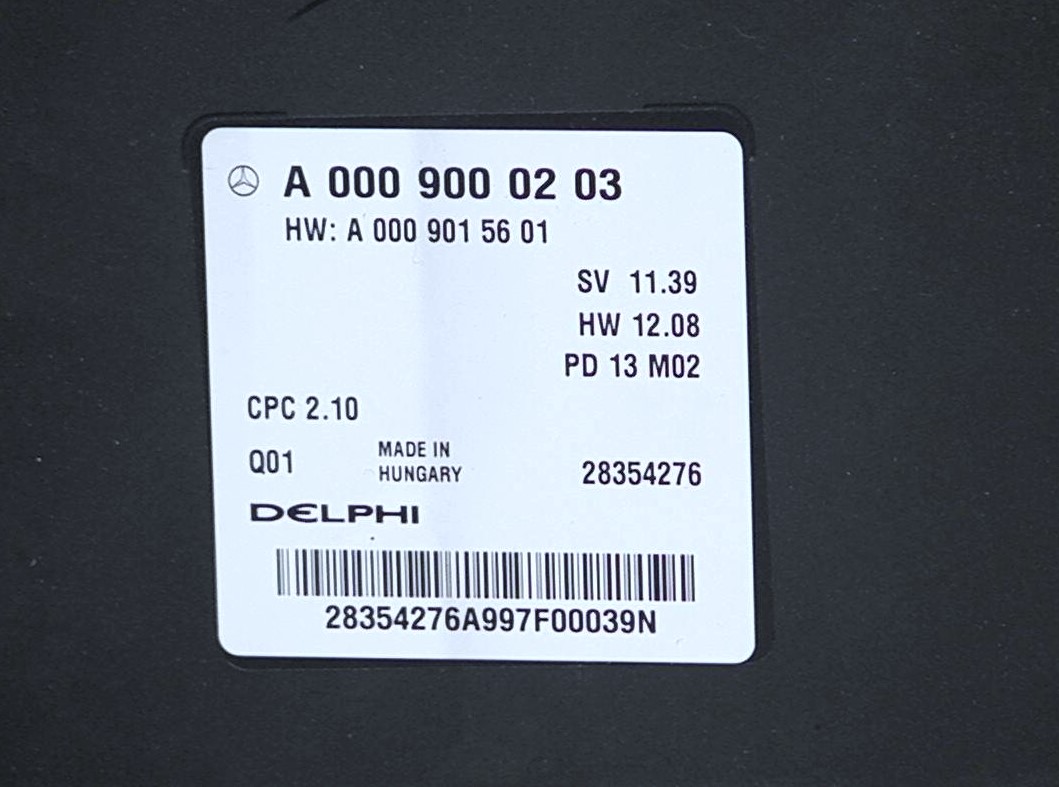 A 000 900 02 03
HW: A 000 901 56 01
SV 11.39
HW 12.08
PD 13 M02
CPC 2.10
Q01
MADE IN
HUNGARY
28354276
DELPHI
28354276A997F00039N